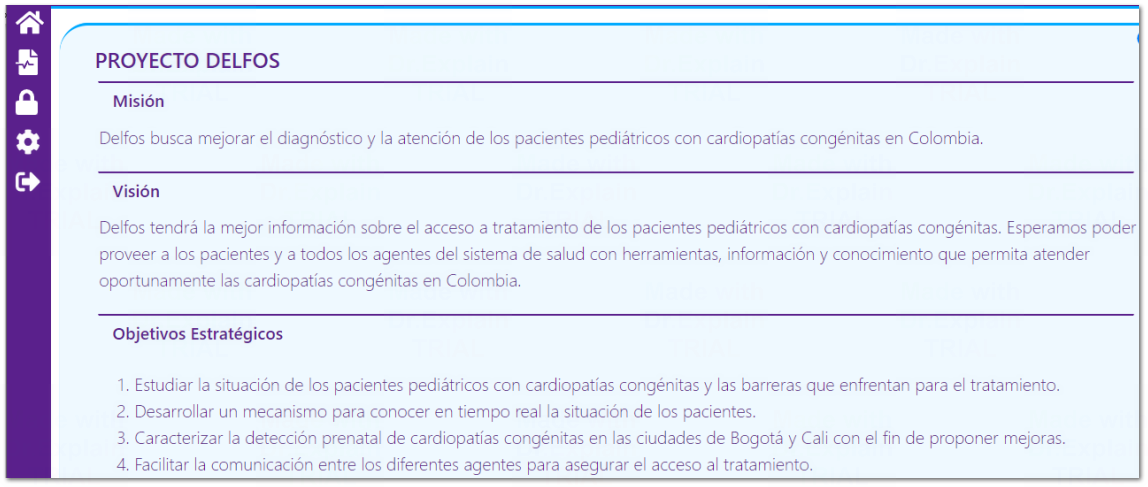 PROYECTO DELFOS
Misión
Delfos busca mejorar el diagnóstico y la atención de los pacientes pediátricos con cardiopatías congénitas en Colombia.
Visión
Delfos tendrá la mejor información sobre el acceso a tratamiento de los pacientes pediátricos con cardiopatías congénitas. Esperamos poder
proveer a los pacientes y a todos los agentes del sistema de salud con herramientas, información y conocimiento que permita atender
oportunamente las cardiopatías congénitas en Colombia.
Objetivos Estratégicos
1. Estudiar la situación de los pacientes pediátricos con cardiopatías congénitas y las barreras que enfrentan para el tratamiento.
2. Desarrollar un mecanismo para conocer en tiempo real la situación de los pacientes.
3. Caracterizar la detección prenatal de cardiopatías congénitas en las ciudades de Bogotá y Cali con el fin de proponer mejoras.
4. Facilitar la comunicación entre los diferentes agentes para asegurar el acceso al tratamiento.